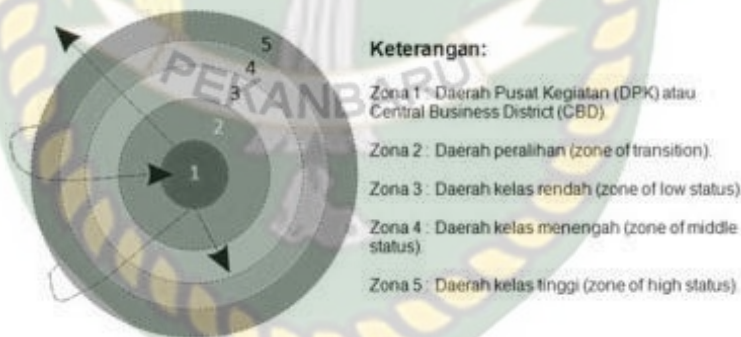 5
4
3
2
1
PEKANBARU
Keterangan:
Zona 1 : Daerah Pusat Kegiatan (DPK) atau
Central Business District (CBD).
Zona 2 : Daerah peralihan (zone of transition).
Zona 3 : Daerah kelas rendah (zone of low status)
Zona 4 : Daerah kelas menengah (zone of middle
status).
Zona 5 : Daerah kelas tinggi (zone of high status)